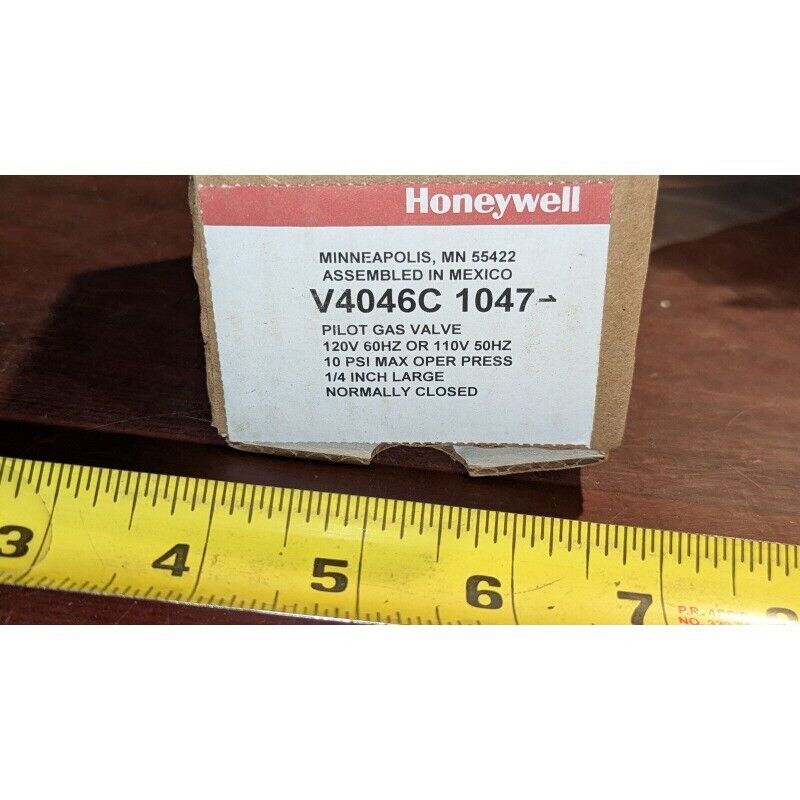 Honeywell
MINNEAPOLIS, MN 55422
ASSEMBLED IN MEXICO
V4046C 1047
PILOT GAS VALVE
120V 60HZ OR 110V 50HZ
10 PSI MAX OPER PRESS
1/4 INCH LARGE
NORMALLY CLOSED
3 4 5 6 7
P.R.
NO.